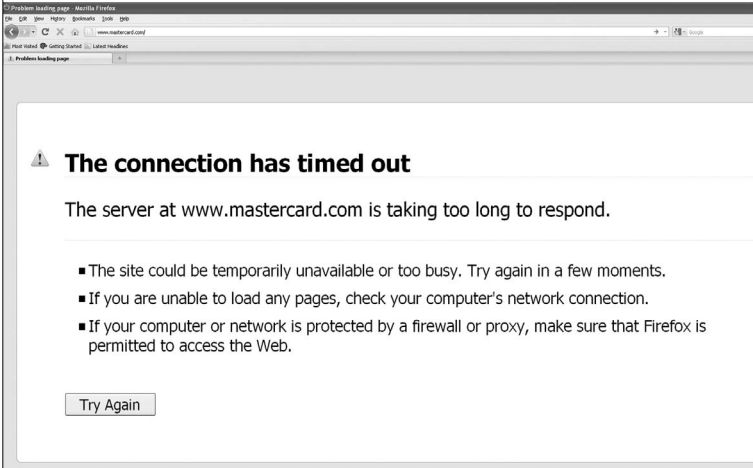 Problem loading page - Mozilla Firefox
File Edit View History Bookmarks Tools Help
www.mastercard.com/
Google
Most Visited Getting Started Latest Headlines
Problem loading page
The connection has timed out
The server at www.mastercard.com is taking too long to respond.
The site could be temporarily unavailable or too busy. Try again in a few moments.
If you are unable to load any pages, check your computer's network connection.
If your computer or network is protected by a firewall or proxy, make sure that Firefox is
permitted to access the Web.
Try Again